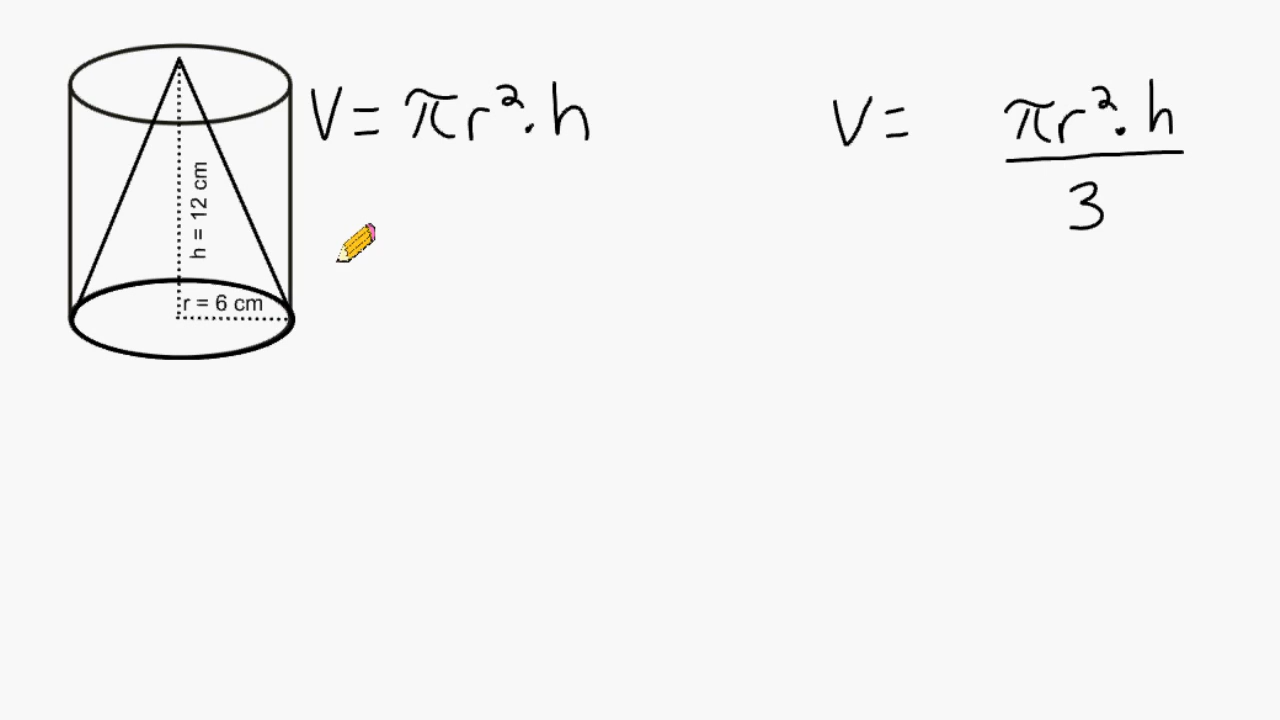 V = πr²·h
V = πr²·h
3
h = 12 cm
r = 6 cm